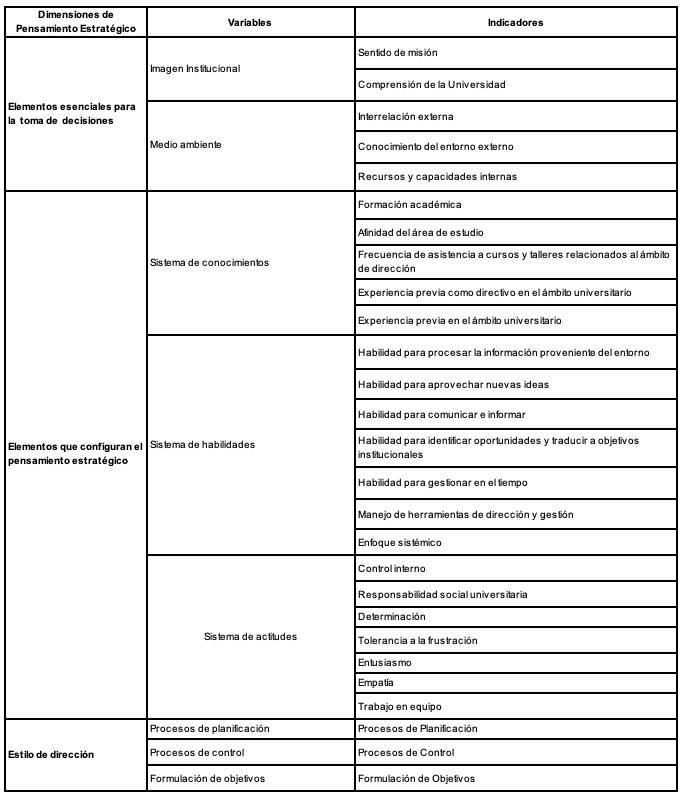 Dimensiones de
Pensamiento Estratégico
Variables
Indicadores
Elementos esenciales para
la toma de decisiones
Imagen Institucional
Sentido de misión
Comprensión de la Universidad
Medio ambiente
Interrelación externa
Conocimiento del entorno externo
Recursos y capacidades internas
Elementos que configuran el
pensamiento estratégico
Sistema de conocimientos
Formación académica
Afinidad del área de estudio
Frecuencia de asistencia a cursos y talleres relacionados al ámbito
de dirección
Experiencia previa como directivo en el ámbito universitario
Experiencia previa en el ámbito universitario
Sistema de habilidades
Habilidad para procesar la información proveniente del entorno
Habilidad para aprovechar nuevas ideas
Habilidad para comunicar e informar
Habilidad para identificar oportunidades y traducir a objetivos
institucionales
Habilidad para gestionar en el tiempo
Manejo de herramientas de dirección y gestión
Enfoque sistémico
Sistema de actitudes
Control interno
Responsabilidad social universitaria
Determinación
Tolerancia a la frustración
Entusiasmo
Empatía
Trabajo en equipo
Estilo de dirección
Procesos de planificación
Procesos de Planificación
Procesos de control
Procesos de Control
Formulación de objetivos
Formulación de Objetivos